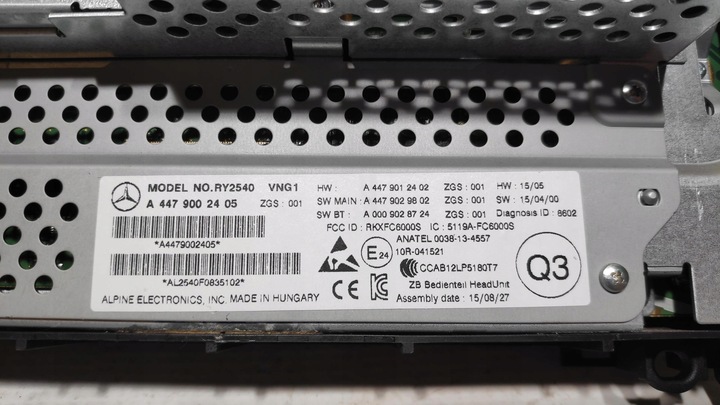 MODEL NO.RY2540 VNG1
A 447 900 24 05 ZGS : 001
*A4479002405*
*AL2540F0835102*
ALPINE ELECTRONICS, INC. MADE IN HUNGARY
HW : A 447 901 24 02 ZGS : 001 HW : 15/05
SW MAIN : A 447 902 98 02 ZGS : 001 SW : 15/04/00
SW BT : A 000 902 87 24 ZGS : 001 Diagnosis ID : 8602
FCC ID : RKXFC6000S IC : 5119A-FC6000S
ANATEL 0038-13-4557
E24 10R-041521
CCAB12LP5180T7
CE
ZB Bedienteil HeadUnit
Assembly date : 15/08/27
Q3